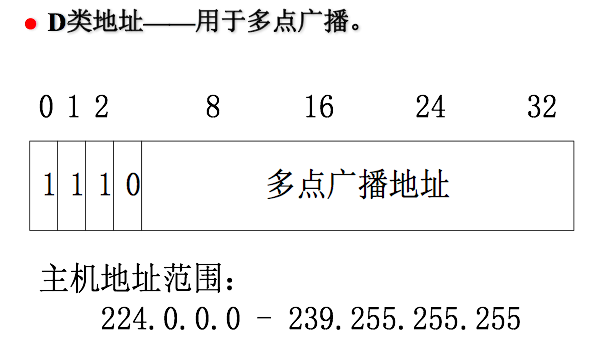 ● D类地址——用于多点广播。
0 1 2 8 16 24 32
1 1 1 0 多点广播地址
主机地址范围：
224.0.0.0 - 239.255.255.255